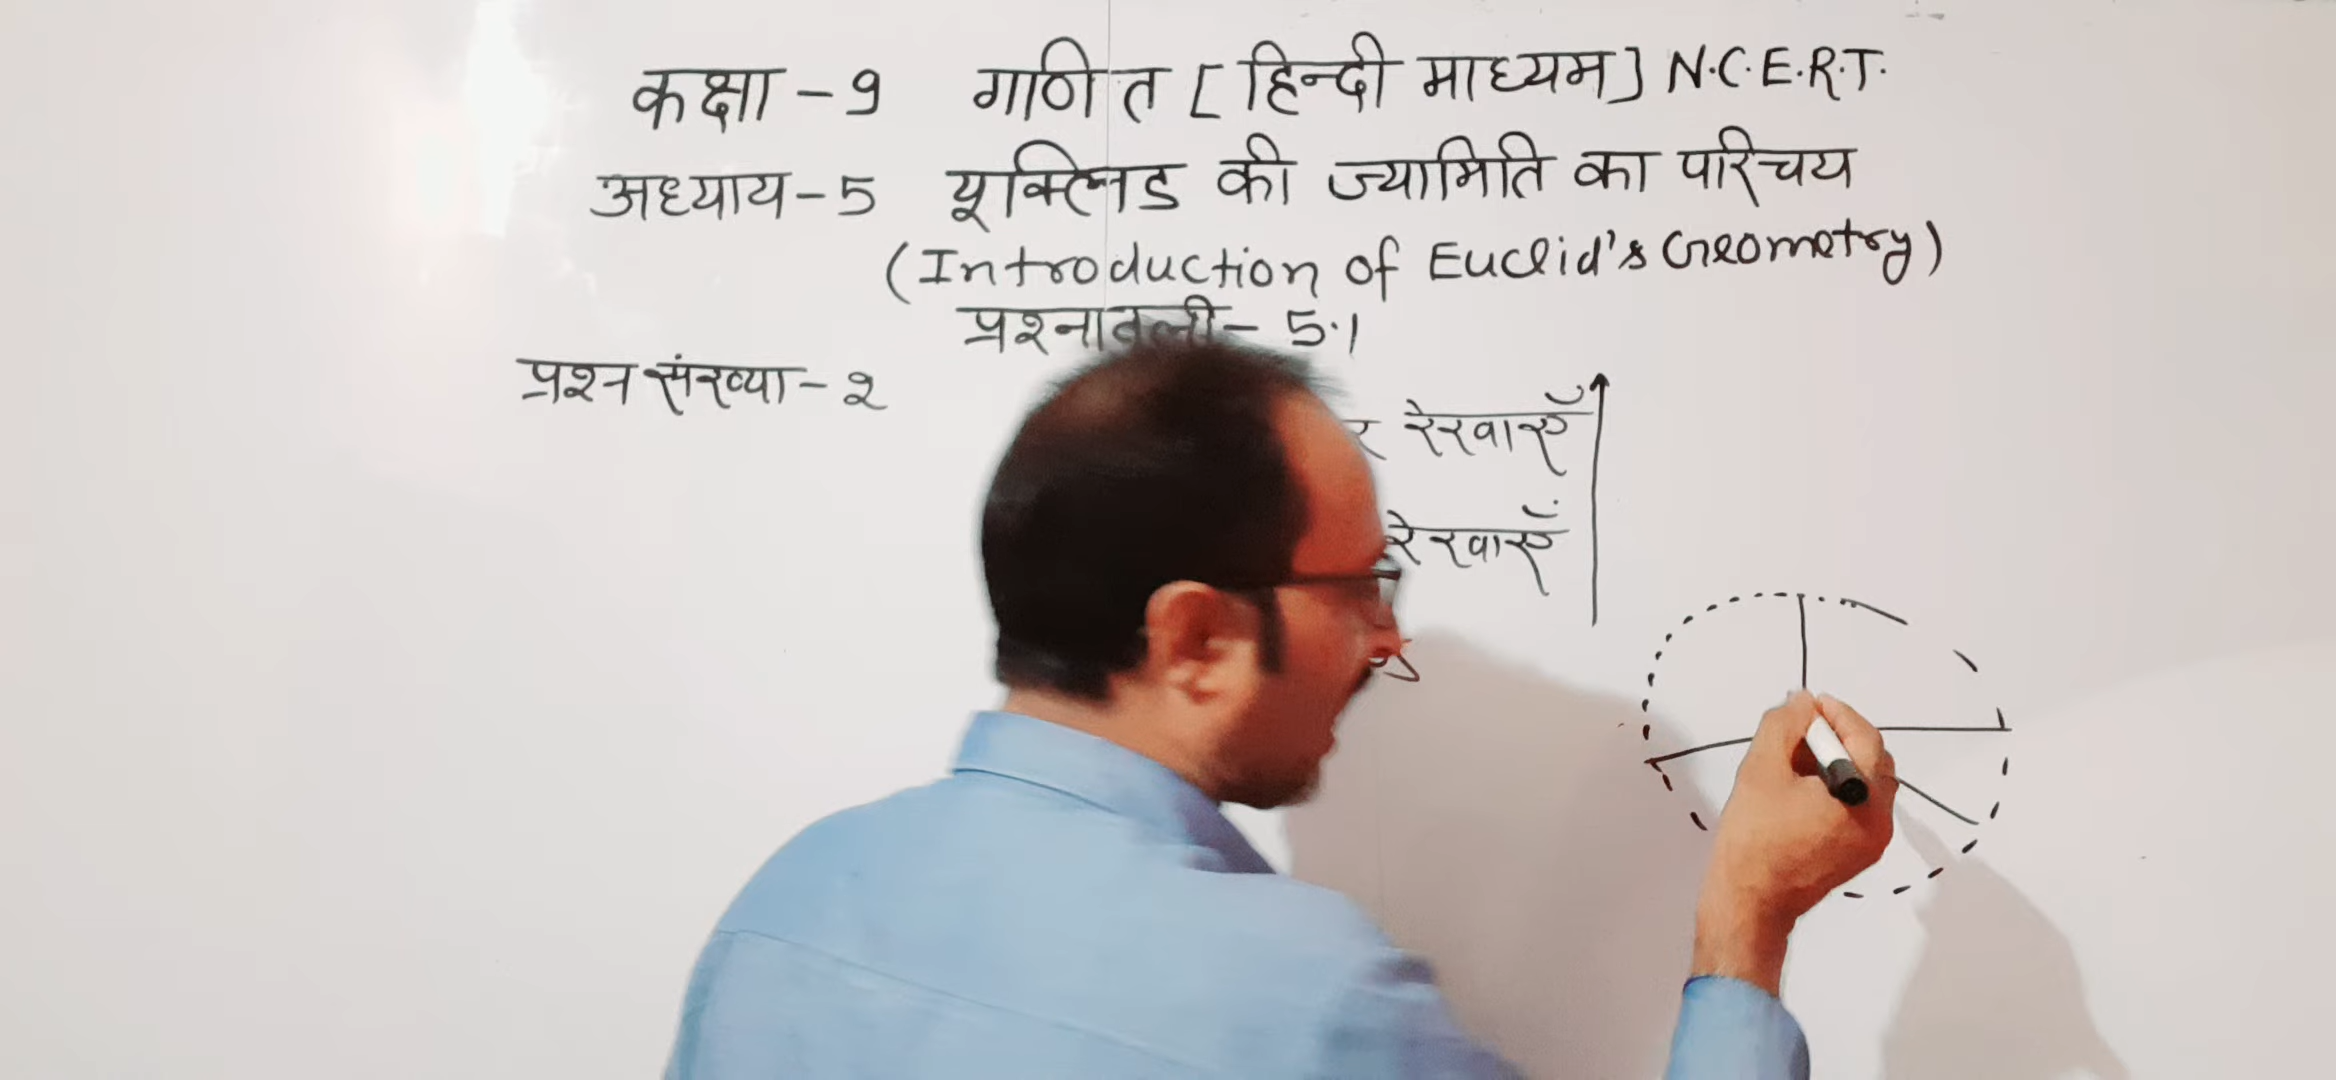 कक्षा - 9 गणित [हिन्दी माध्यम] N.C.E.R.T.
अध्याय - 5 यूक्लिड की ज्यामिति का परिचय
(Introduction of Euclid's Geometry)
प्रश्नावली - 5.1
प्रश्न संख्या - 2
रेखाएँ
रेखाएँ